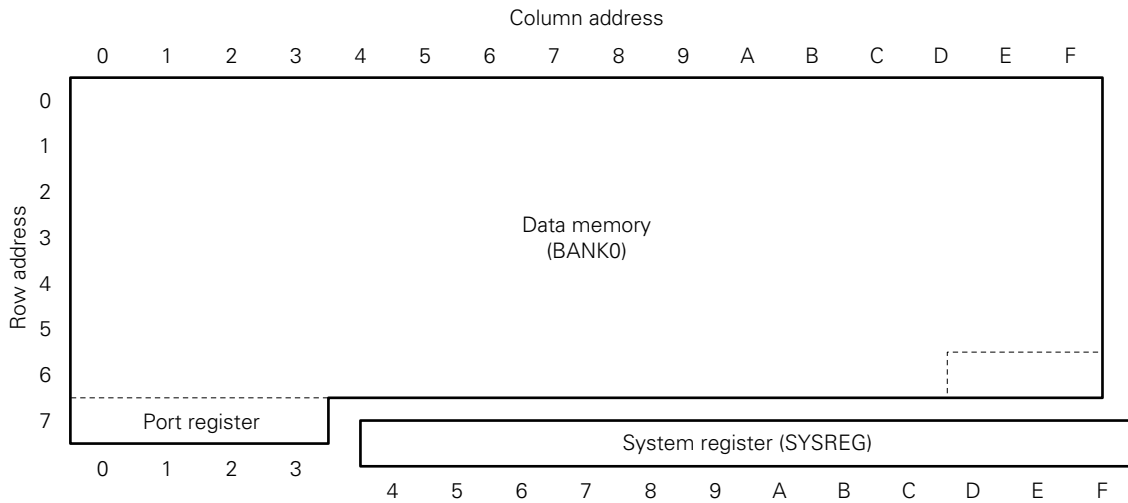 Column address
0 1 2 3 4 5 6 7 8 9 A B C D E F
0
1
2
3
4
5
6
7
Row address
Data memory
(BANK0)
Port register
System register (SYSREG)
0 1 2 3
4 5 6 7 8 9 A B C D E F